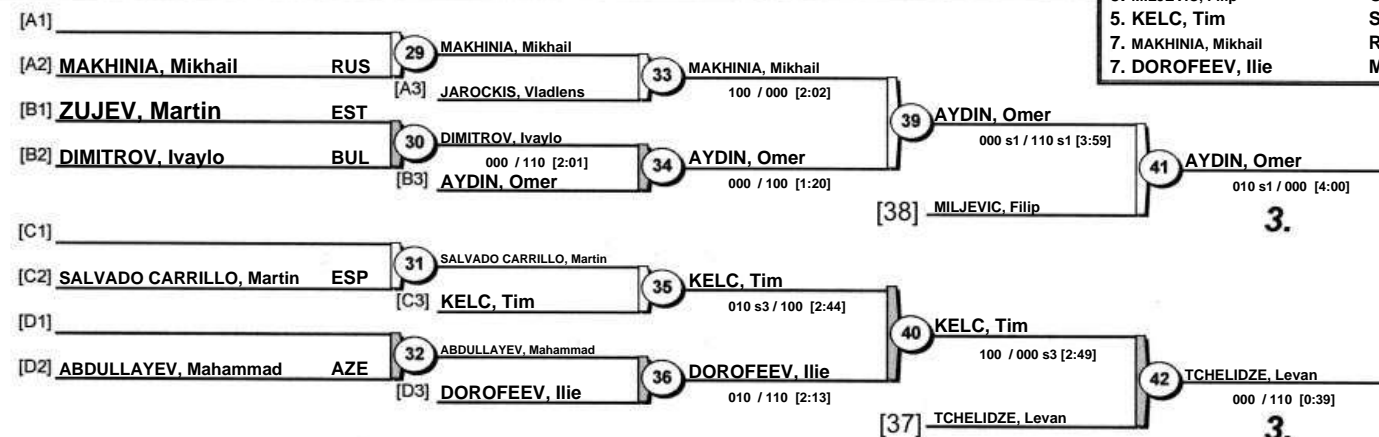 5. KELC, Tim S
7. MAKHINIA, Mikhail R
7. DOROFEEV, Ilie M
[A1]
[A2] MAKHINIA, Mikhail RUS
29 MAKHINIA, Mikhail
[A3] JAROCKIS, Vladlens
33 MAKHINIA, Mikhail
100 / 000 [2:02]
[B1] ZUJEV, Martin EST
[B2] DIMITROV, Ivaylo BUL
30 DIMITROV, Ivaylo
000 / 110 [2:01]
[B3] AYDIN, Omer
34 AYDIN, Omer
000 / 100 [1:20]
39 AYDIN, Omer
000 s1 / 110 s1 [3:59]
[38] MILJEVIC, Filip
41 AYDIN, Omer
010 s1 / 000 [4:00]
3.
[C1]
[C2] SALVADO CARRILLO, Martin ESP
31 SALVADO CARRILLO, Martin
[C3] KELC, Tim
35 KELC, Tim
010 s3 / 100 [2:44]
[D1]
[D2] ABDULLAYEV, Mahammad AZE
32 ABDULLAYEV, Mahammad
[D3] DOROFEEV, Ilie
36 DOROFEEV, Ilie
010 / 110 [2:13]
40 KELC, Tim
100 / 000 s3 [2:49]
[37] TCHELIDZE, Levan
42 TCHELIDZE, Levan
000 / 110 [0:39]
3.